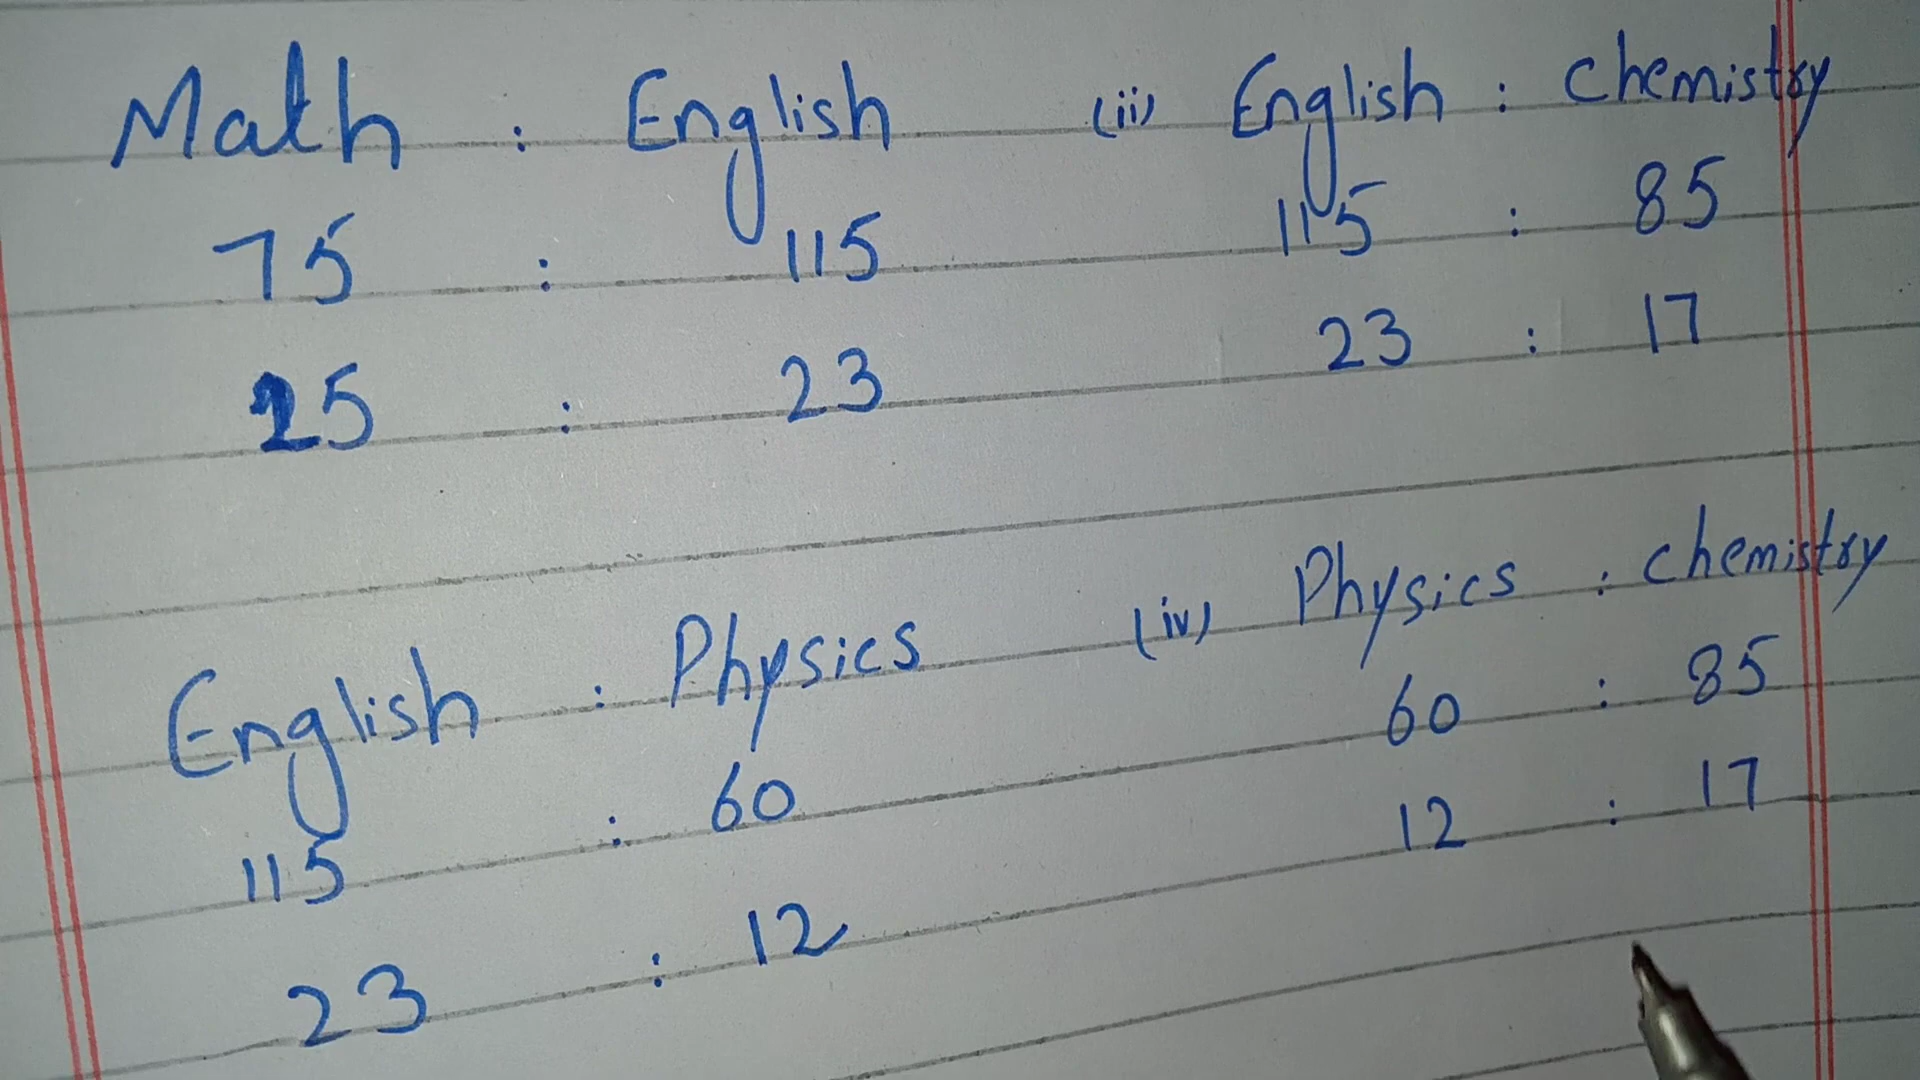 Math : English
75 : 115
25 : 23
(ii) English : Chemistry
115 : 85
23 : 17
English : Physics
115 : 60
23 : 12
(iv) Physics : Chemistry
60 : 85
12 : 17